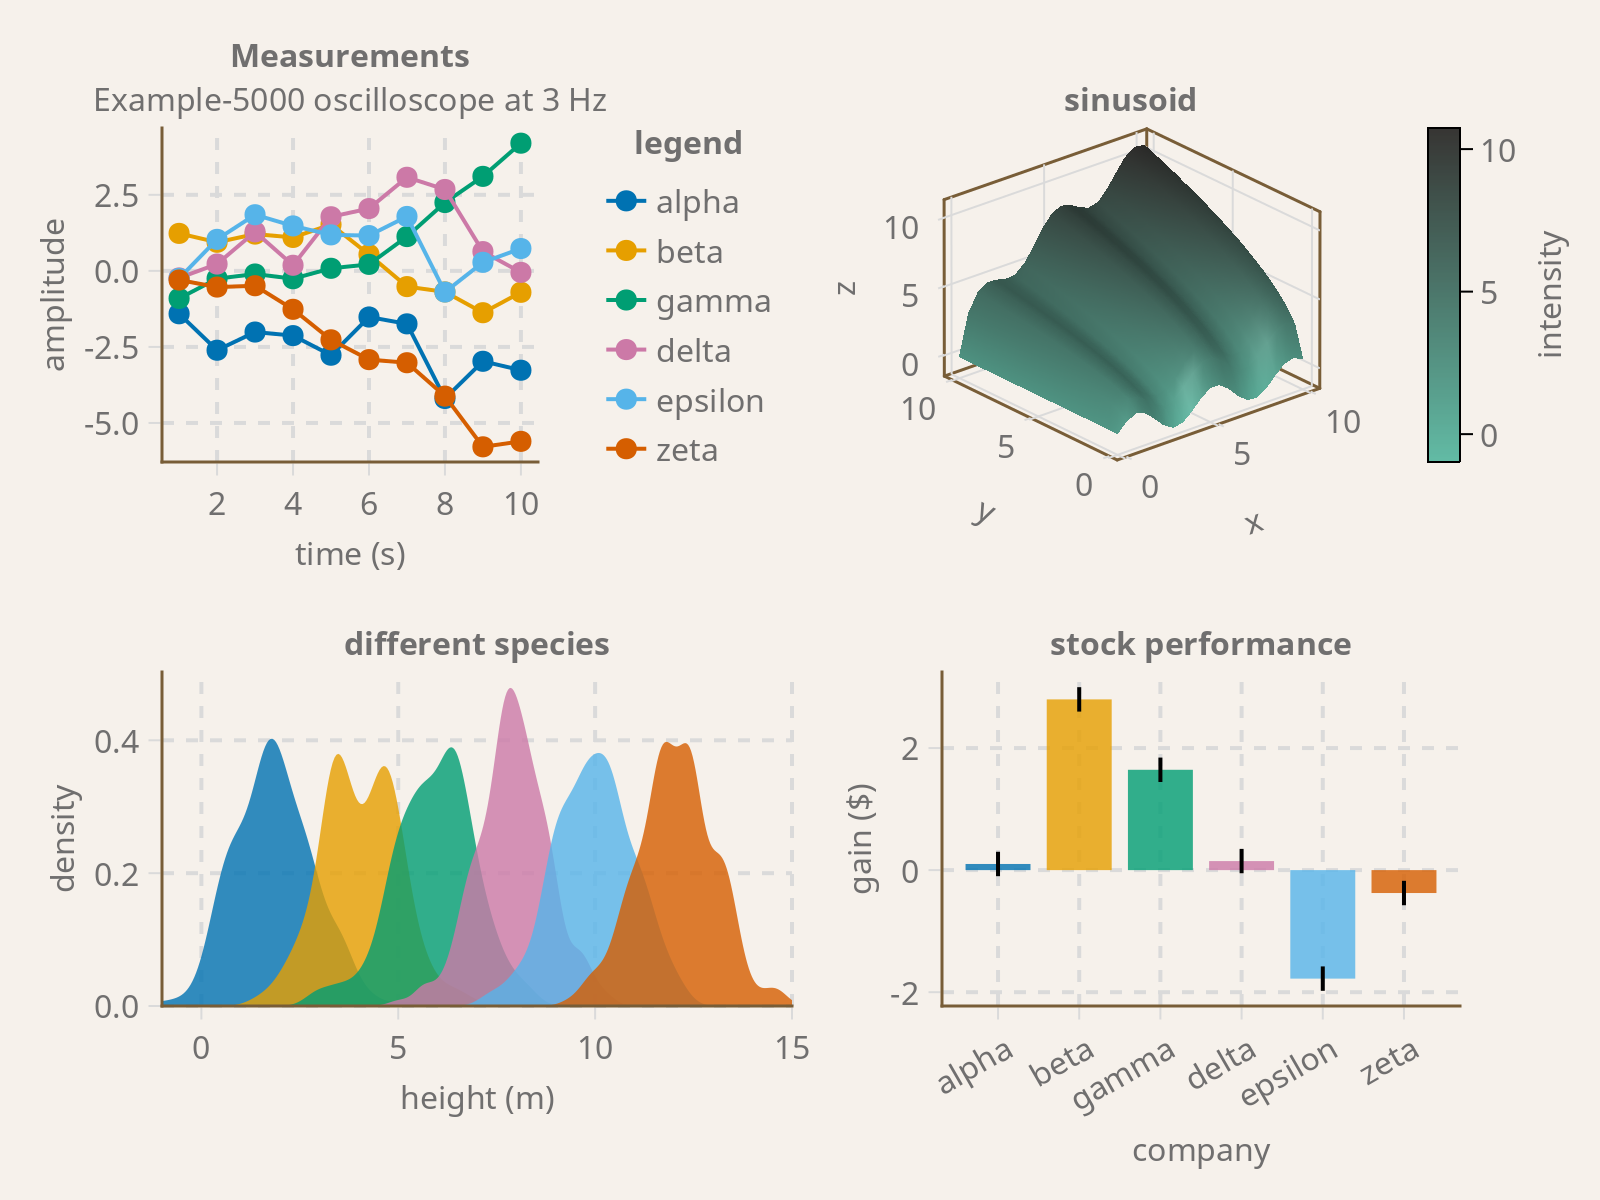 Measurements
Example-5000 oscilloscope at 3 Hz
amplitude
2.5
0.0
-2.5
-5.0
2 4 6 8 10
time (s)
legend
alpha
beta
gamma
delta
epsilon
zeta
sinusoid
z
10
5
0
10
5
0
y
0
5
10
x
10
5
0
intensity
different species
density
0.4
0.2
0.0
0 5 10 15
height (m)
stock performance
gain ($)
2
0
-2
alpha beta gamma delta epsilon zeta
company